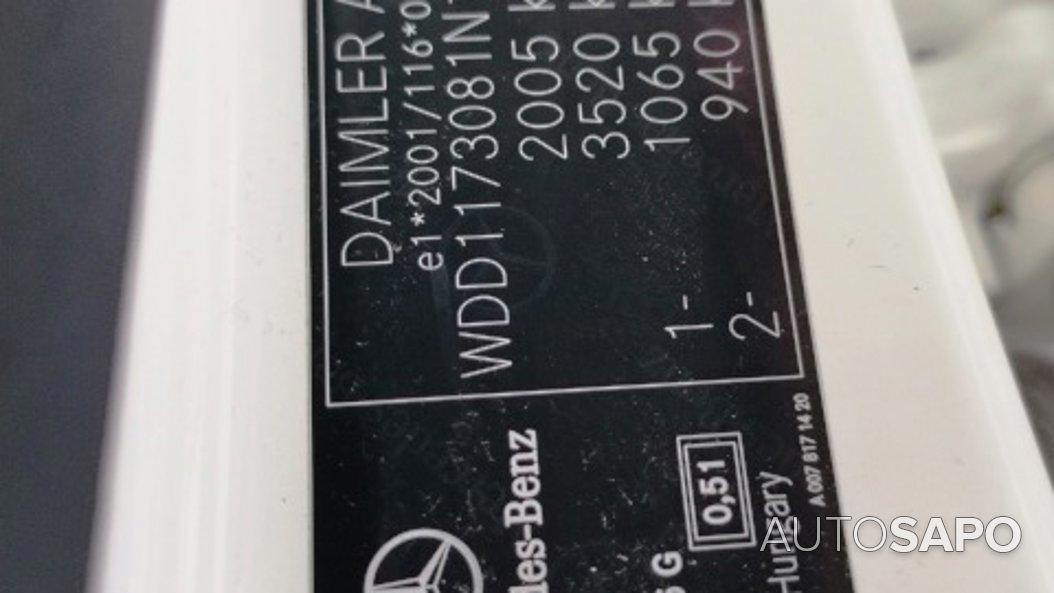 DAIMLER A
e1*2001/116*0
WDD1173081N
2005 k
3520 k
1- 1065 k
2- 940 k
des-Benz
G
0,51
Hungary
A 007 817 14 20
AUTOSAPO